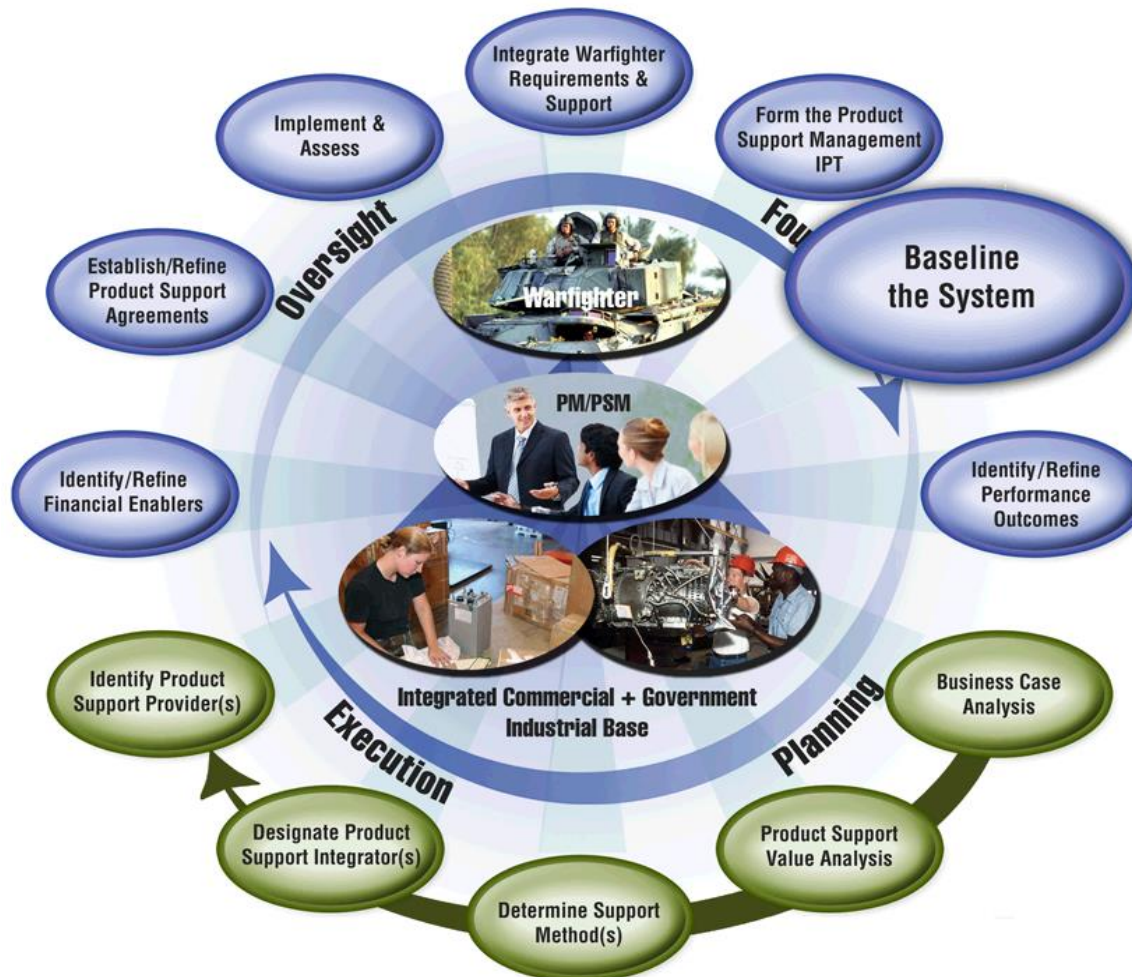 Integrate Warfighter
Requirements &
Support
Form the Product
Support Management
IPT
Baseline
the System
Identify/Refine
Performance
Outcomes
Business Case
Analysis
Product Support
Value Analysis
Determine Support
Method(s)
Designate Product
Support Integrator(s)
Identify Product
Support Provider(s)
Identify/Refine
Financial Enablers
Establish/Refine
Product Support
Agreements
Implement &
Assess
Oversight
Planning
Execution
Warfighter
PM/PSM
Integrated Commercial + Government
Industrial Base